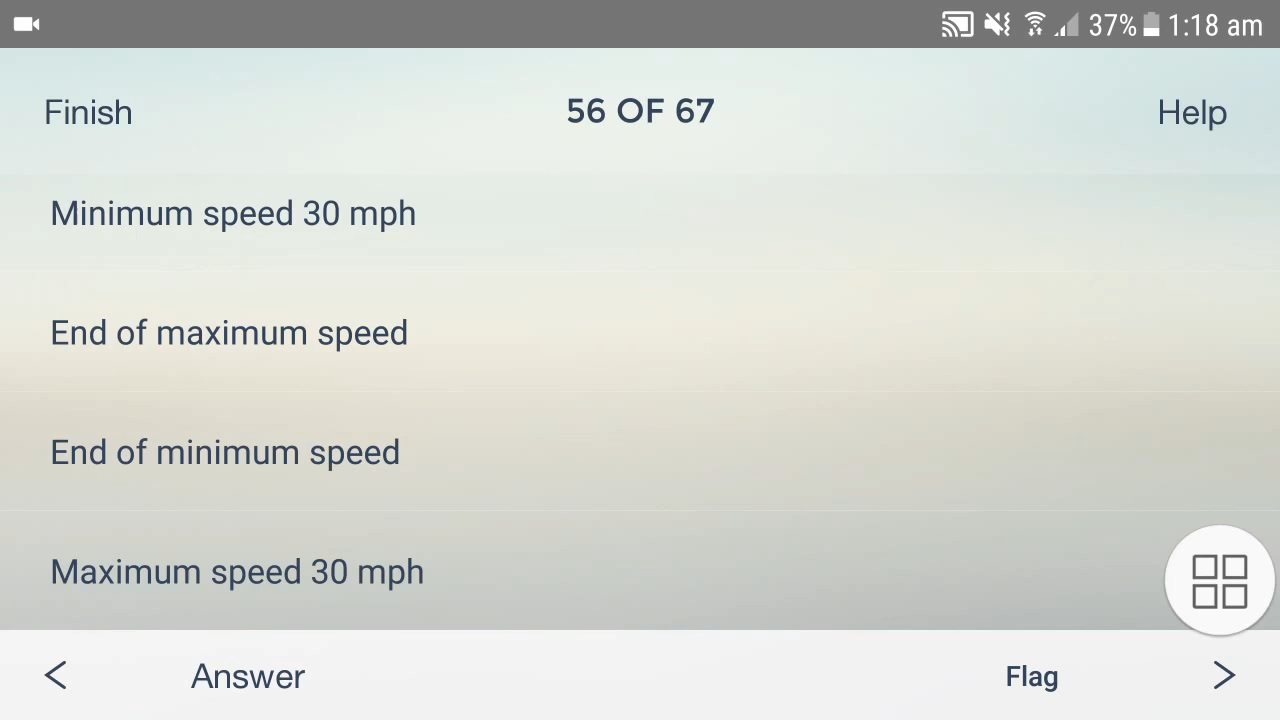 37% 1:18 am
Finish 56 OF 67 Help
Minimum speed 30 mph
End of maximum speed
End of minimum speed
Maximum speed 30 mph
< Answer Flag >